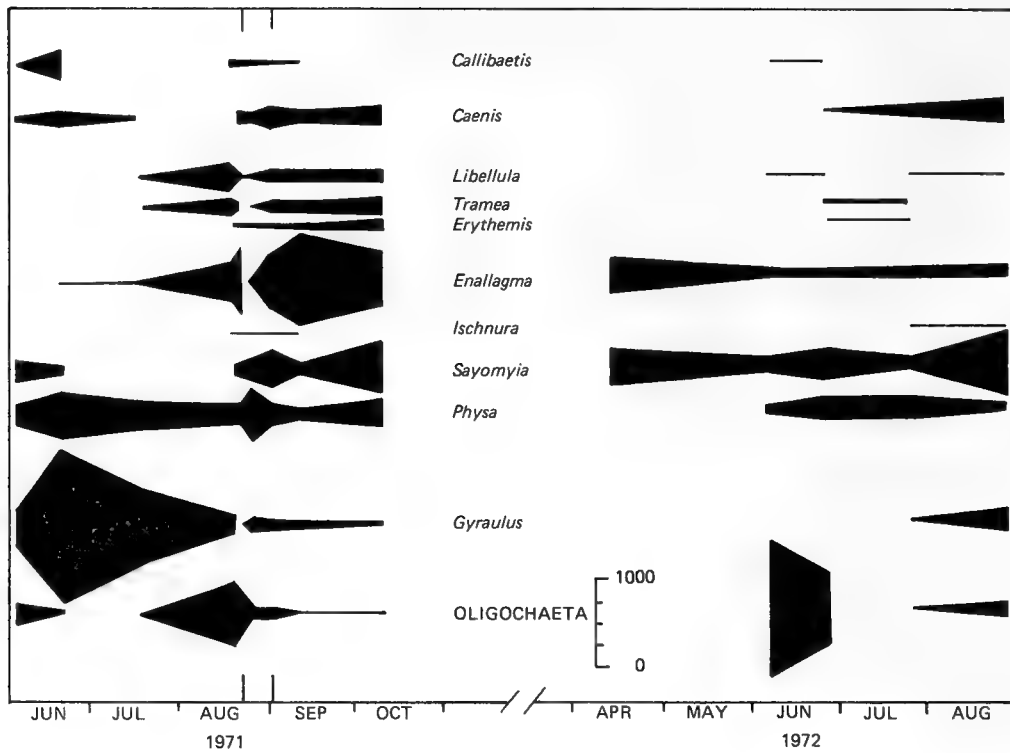 Callibaetis
Caenis
Libellula
Tramea
Erythemis
Enallagma
Ischnura
Sayomyia
Physa
Gyraulus
OLIGOCHAETA
1000
0
JUN JUL AUG SEP OCT APR MAY JUN JUL AUG
1971 1972